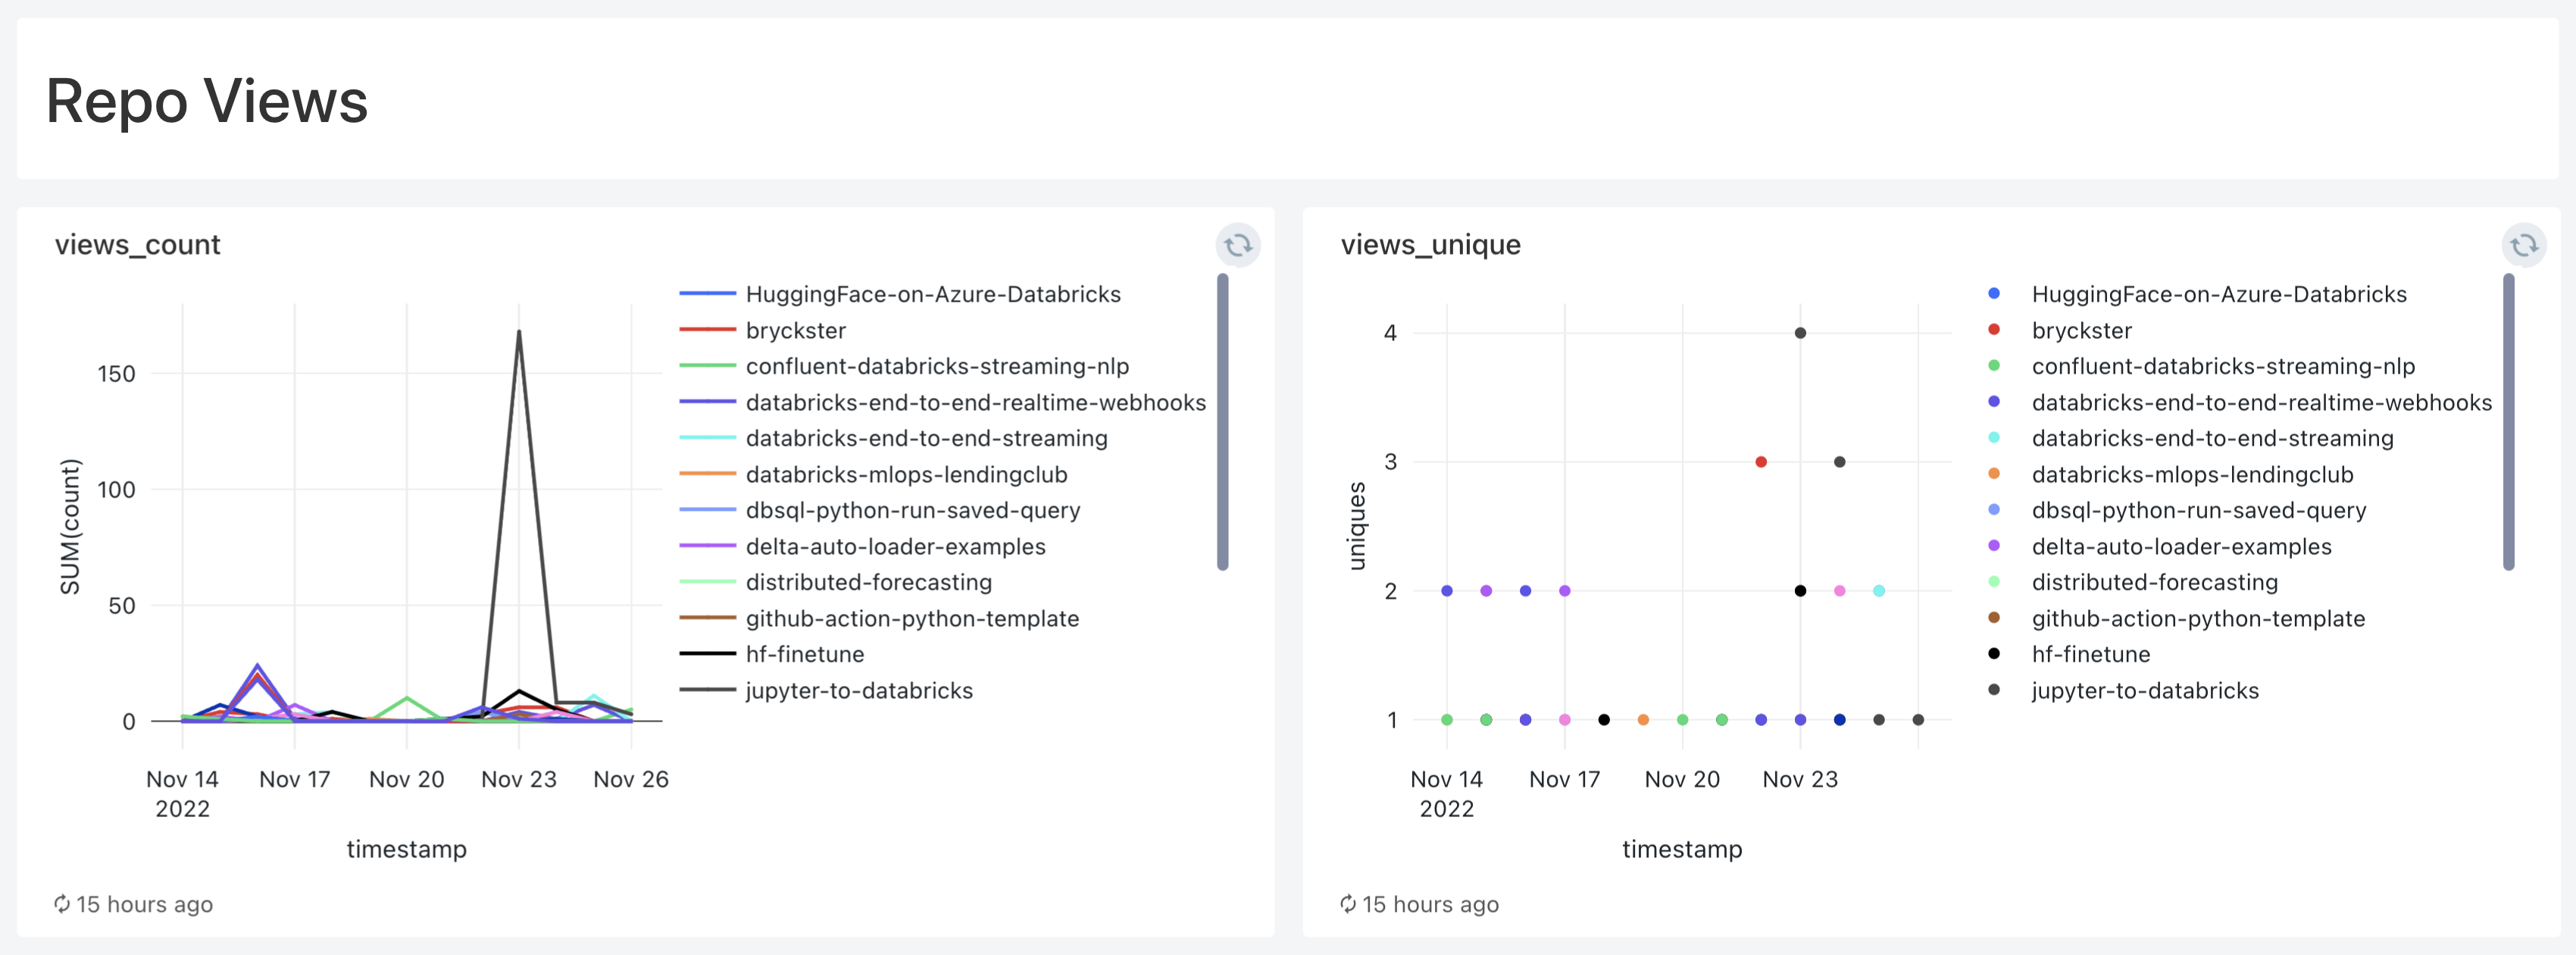 Repo Views
views_count
150
100
50
0
SUM(count)
Nov 14
2022
Nov 17
Nov 20
Nov 23
Nov 26
timestamp
HuggingFace-on-Azure-Databricks
bryckster
confluent-databricks-streaming-nlp
databricks-end-to-end-realtime-webhooks
databricks-end-to-end-streaming
databricks-mlops-lendingclub
dbsql-python-run-saved-query
delta-auto-loader-examples
distributed-forecasting
github-action-python-template
hf-finetune
jupyter-to-databricks
15 hours ago
views_unique
4
3
2
1
uniques
Nov 14
2022
Nov 17
Nov 20
Nov 23
timestamp
HuggingFace-on-Azure-Databricks
bryckster
confluent-databricks-streaming-nlp
databricks-end-to-end-realtime-webhooks
databricks-end-to-end-streaming
databricks-mlops-lendingclub
dbsql-python-run-saved-query
delta-auto-loader-examples
distributed-forecasting
github-action-python-template
hf-finetune
jupyter-to-databricks
15 hours ago